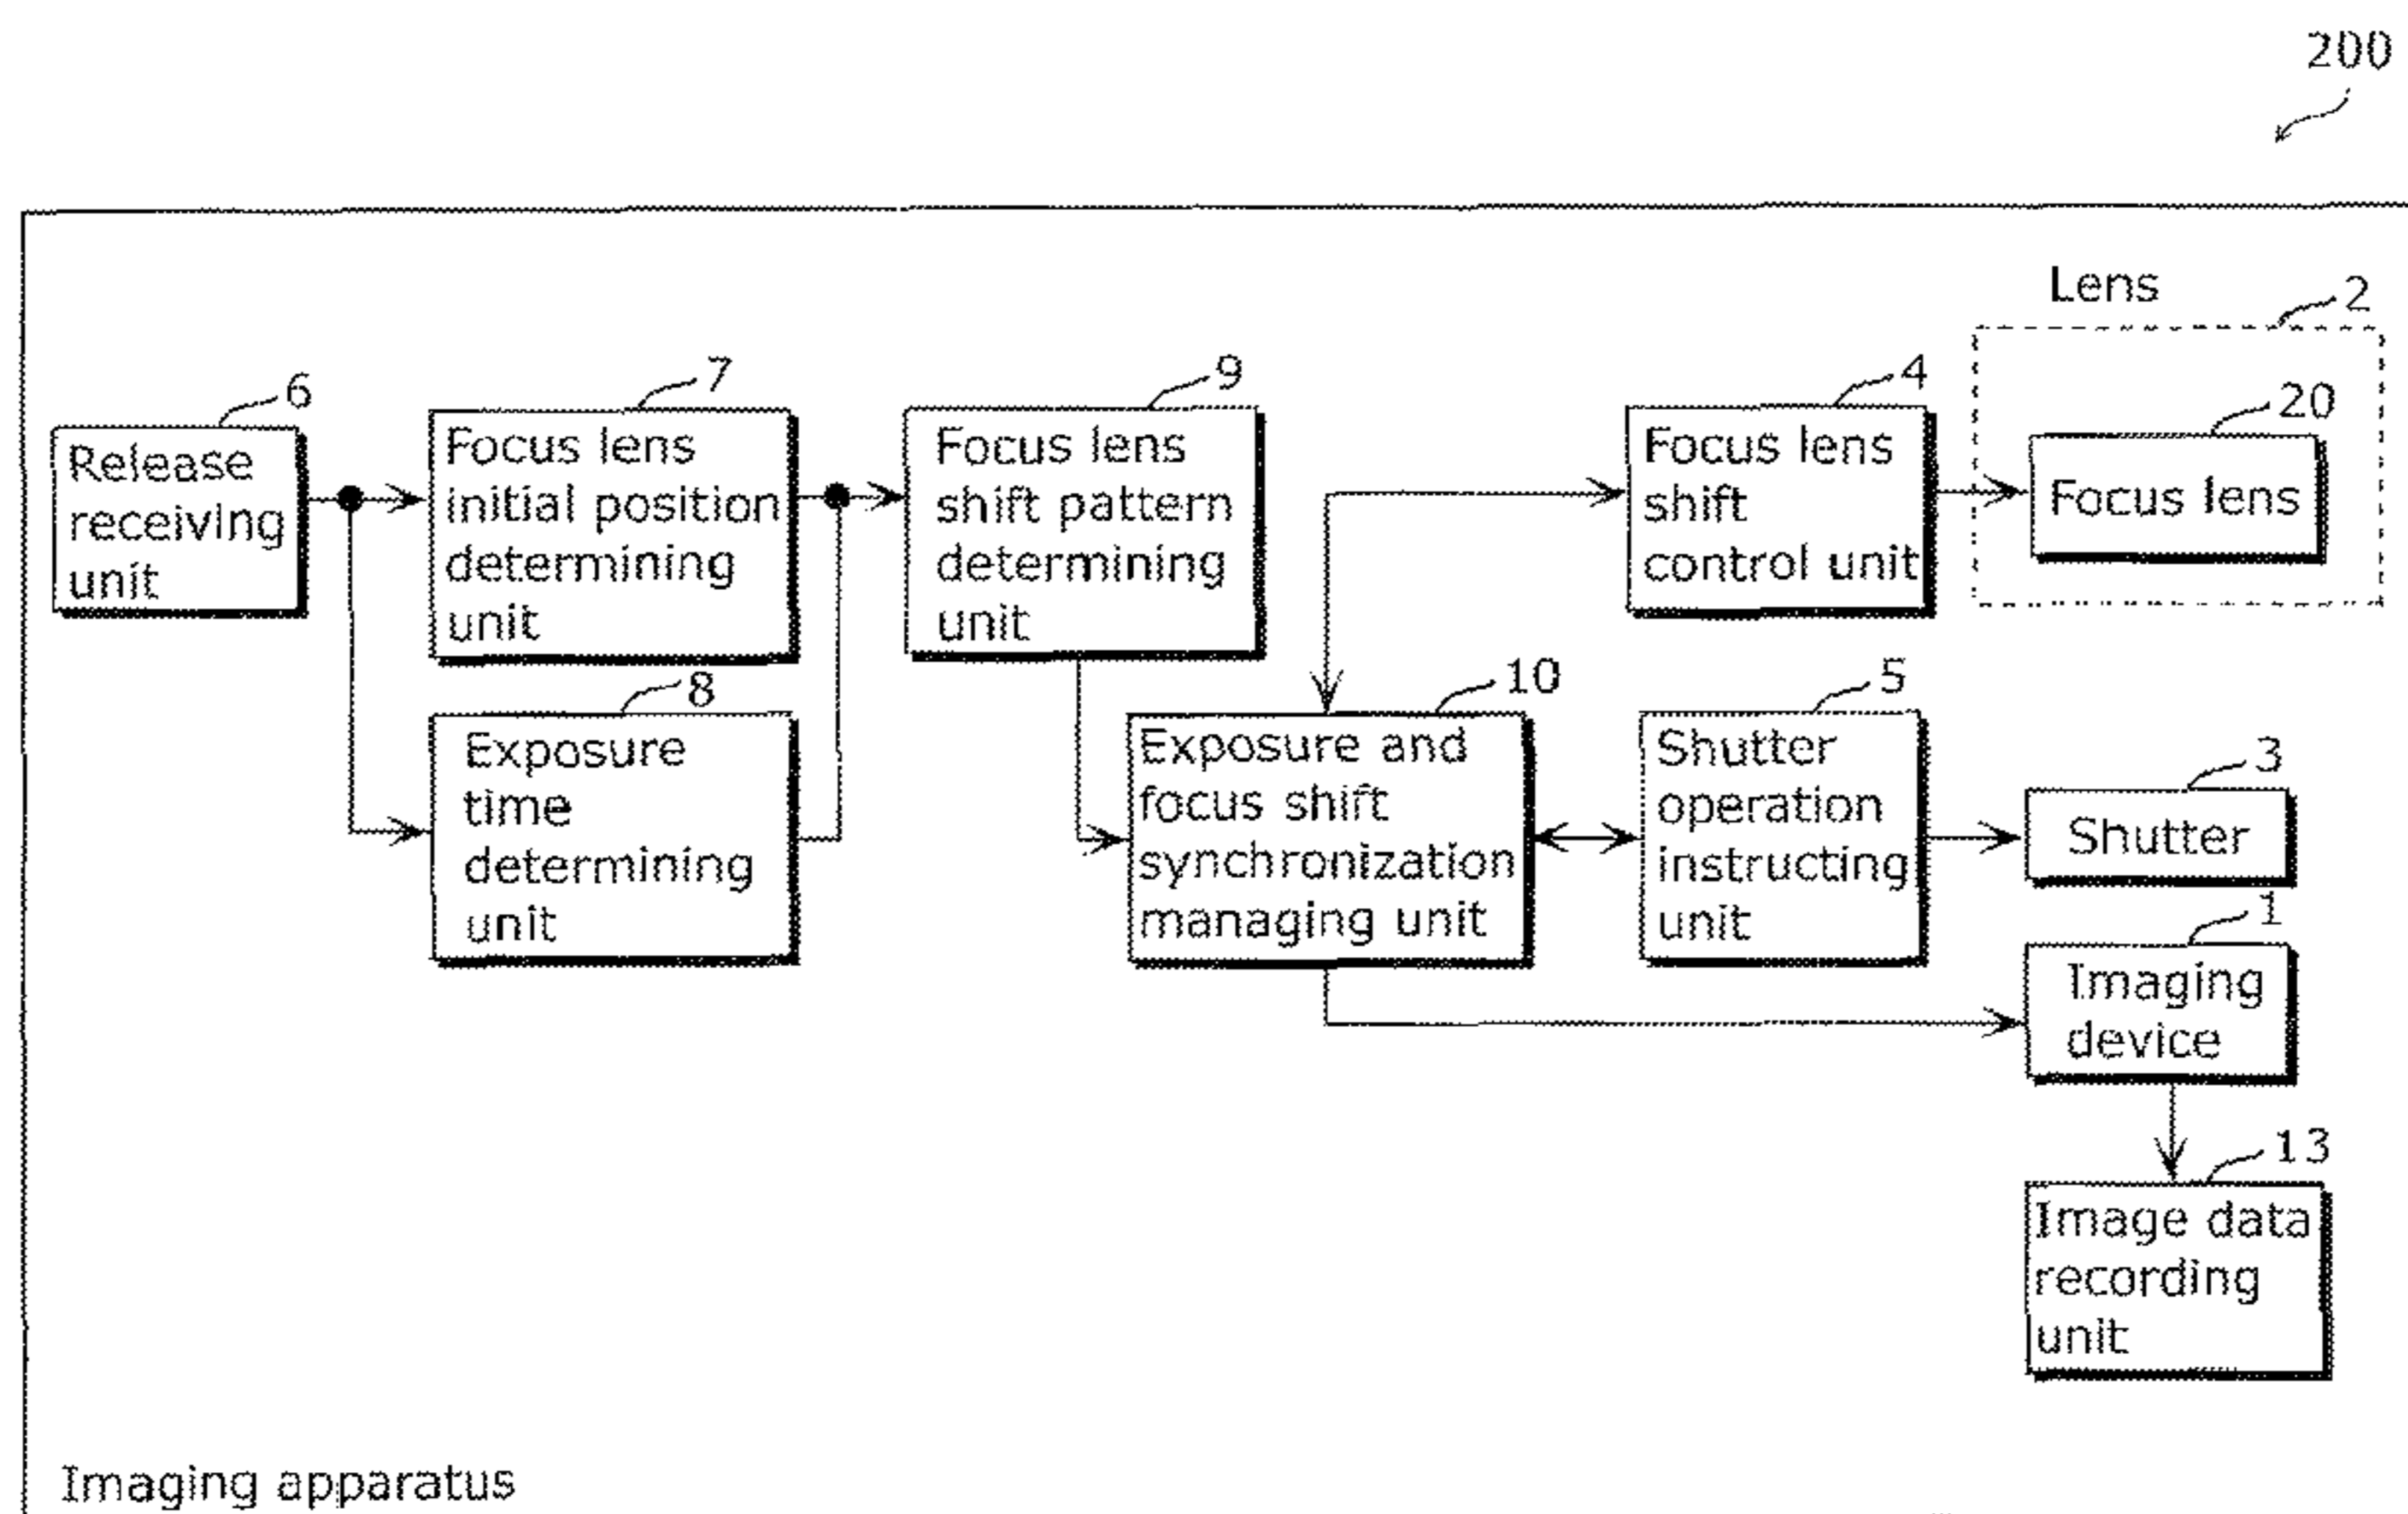 200
Lens
2
6
Release
receiving
unit
7
Focus lens
initial position
determining
unit
9
Focus lens
shift pattern
determining
unit
4
Focus lens
shift
control unit
20
Focus lens
8
Exposure
time
determining
unit
10
Exposure and
focus shift
synchronization
managing unit
5
Shutter
operation
instructing
unit
3
Shutter
1
Imaging
device
13
Image data
recording
unit
Imaging apparatus